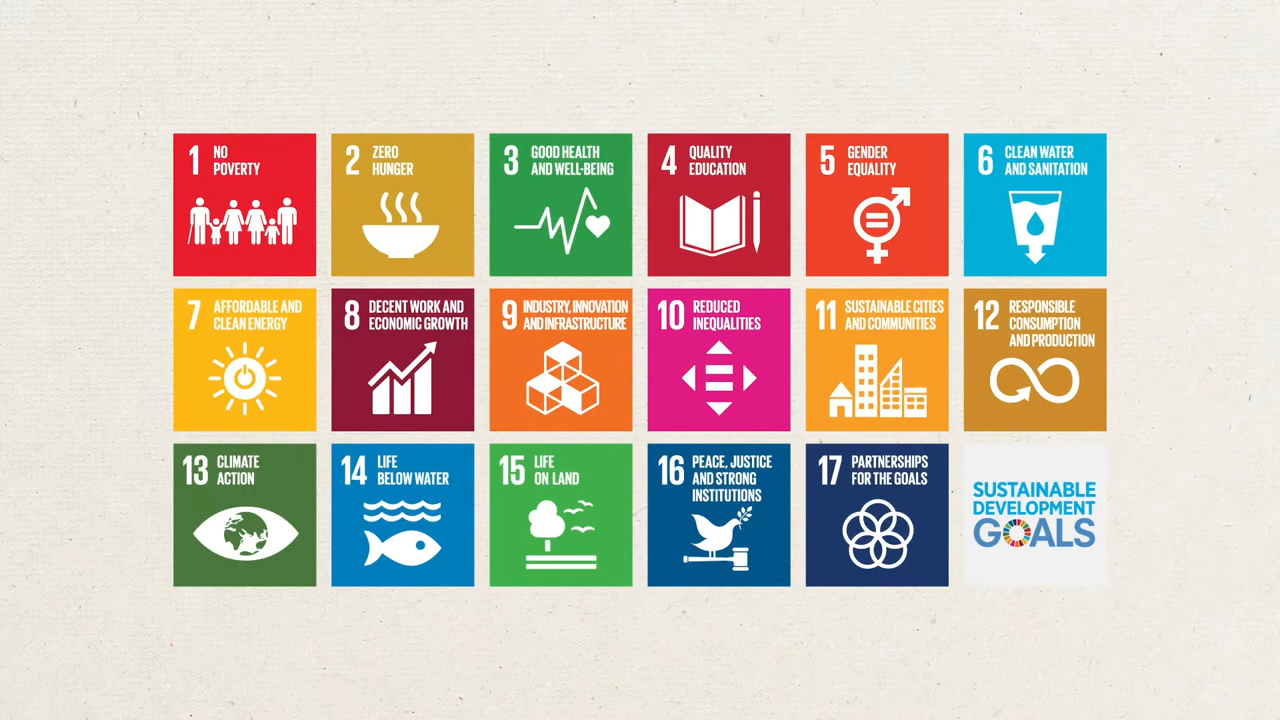 1 NO
POVERTY
2 ZERO
HUNGER
3 GOOD HEALTH
AND WELL-BEING
4 QUALITY
EDUCATION
5 GENDER
EQUALITY
6 CLEAN WATER
AND SANITATION
7 AFFORDABLE AND
CLEAN ENERGY
8 DECENT WORK AND
ECONOMIC GROWTH
9 INDUSTRY, INNOVATION
AND INFRASTRUCTURE
10 REDUCED
INEQUALITIES
11 SUSTAINABLE CITIES
AND COMMUNITIES
12 RESPONSIBLE
CONSUMPTION
AND PRODUCTION
13 CLIMATE
ACTION
14 LIFE
BELOW WATER
15 LIFE
ON LAND
16 PEACE, JUSTICE
AND STRONG
INSTITUTIONS
17 PARTNERSHIPS
FOR THE GOALS
SUSTAINABLE
DEVELOPMENT
GOALS